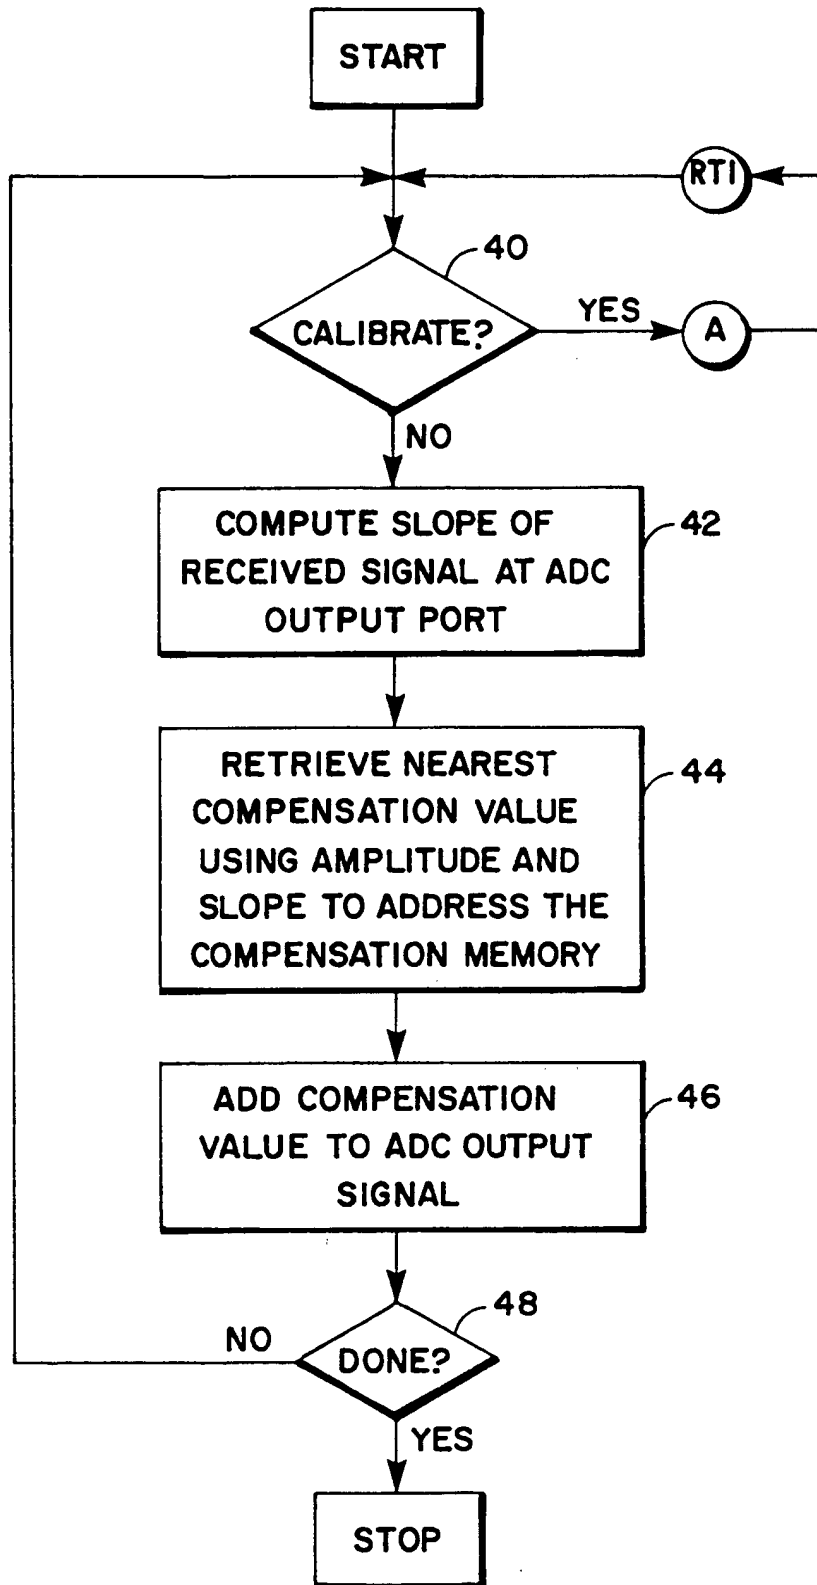 START
RTI
40
CALIBRATE?
YES
A
NO
COMPUTE SLOPE OF
RECEIVED SIGNAL AT ADC
OUTPUT PORT
42
RETRIEVE NEAREST
COMPENSATION VALUE
USING AMPLITUDE AND
SLOPE TO ADDRESS THE
COMPENSATION MEMORY
44
ADD COMPENSATION
VALUE TO ADC OUTPUT
SIGNAL
46
48
NO
DONE?
YES
STOP